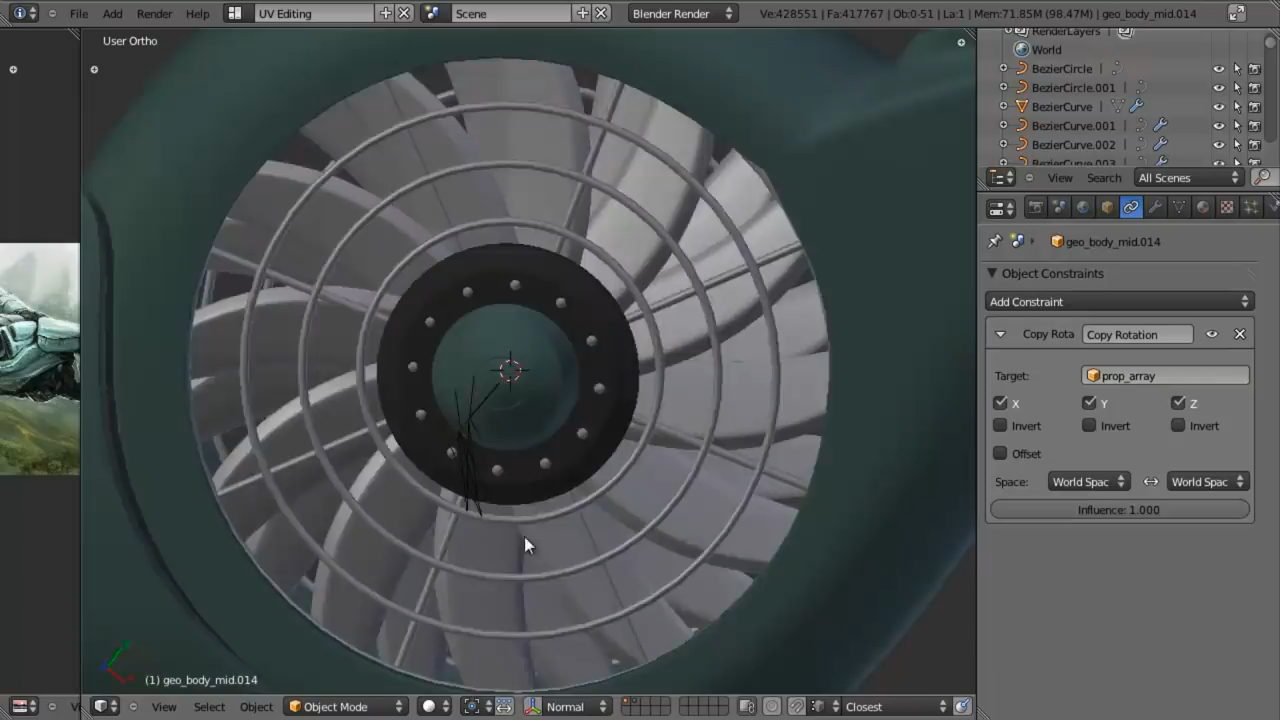 File Add Render Help UV Editing Scene Blender Render Ve:428551 | Fa:417767 | Ob:0-51 | La:1 | Mem:71.85M (98.47M) | geo_body_mid.014
User Ortho
RenderLayers
World
BezierCircle
BezierCircle.001
BezierCurve
BezierCurve.001
BezierCurve.002
BezierCurve.003
View Search All Scenes
geo_body_mid.014
Object Constraints
Add Constraint
Copy Rota Copy Rotation
Target: prop_array
X Y Z
Invert Invert Invert
Offset
Space: World Spac World Spac
Influence: 1.000
(1) geo_body_mid.014
Vi View Select Object Object Mode Normal Closest